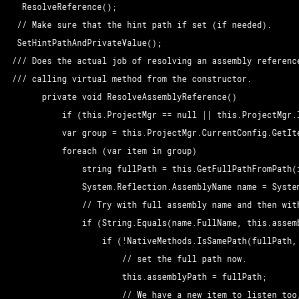 ResolveReference();
// Make sure that the hint path if set (if needed).
SetHintPathAndPrivateValue();
/// Does the actual job of resolving an assembly reference
/// calling virtual method from the constructor.
private void ResolveAssemblyReference()
if (this.ProjectMgr == null || this.ProjectMgr.
var group = this.ProjectMgr.CurrentConfig.GetIte
foreach (var item in group)
string fullPath = this.GetFullPathFromPath(
System.Reflection.AssemblyName name = System
// Try with full assembly name and then with
if (String.Equals(name.FullName, this.assemb
if (!NativeMethods.IsSamePath(fullPath,
// set the full path now.
this.assemblyPath = fullPath;
// We have a new item to listen too